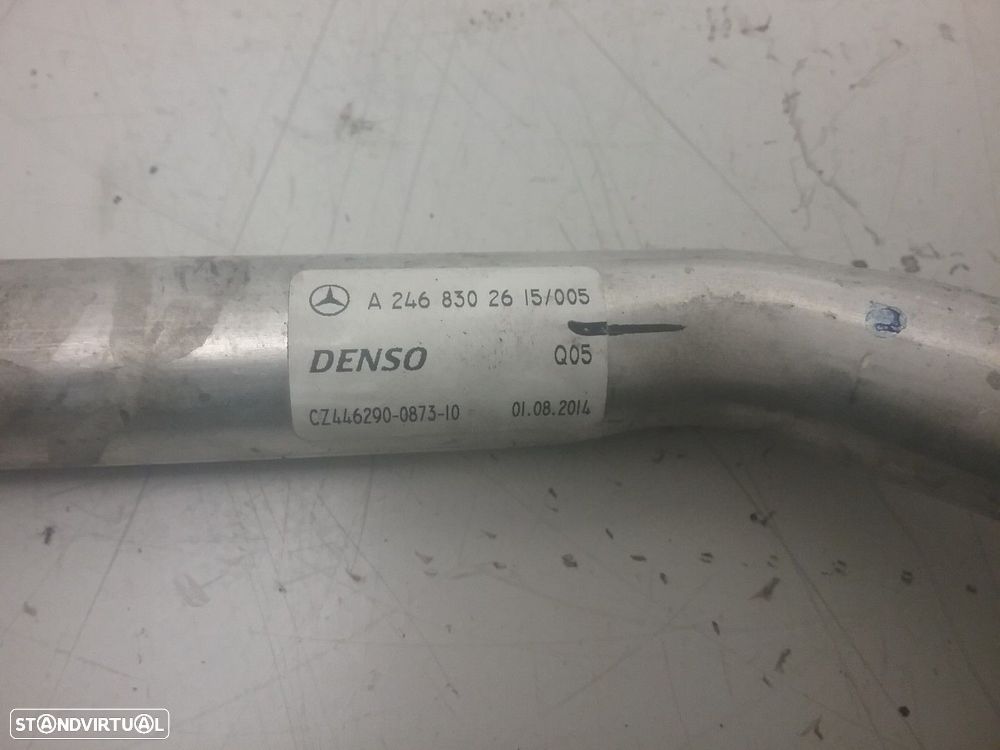 A 246 830 26 15/005
DENSO Q05
CZ446290-0873-10 01.08.2014
STANDVIRTUAL